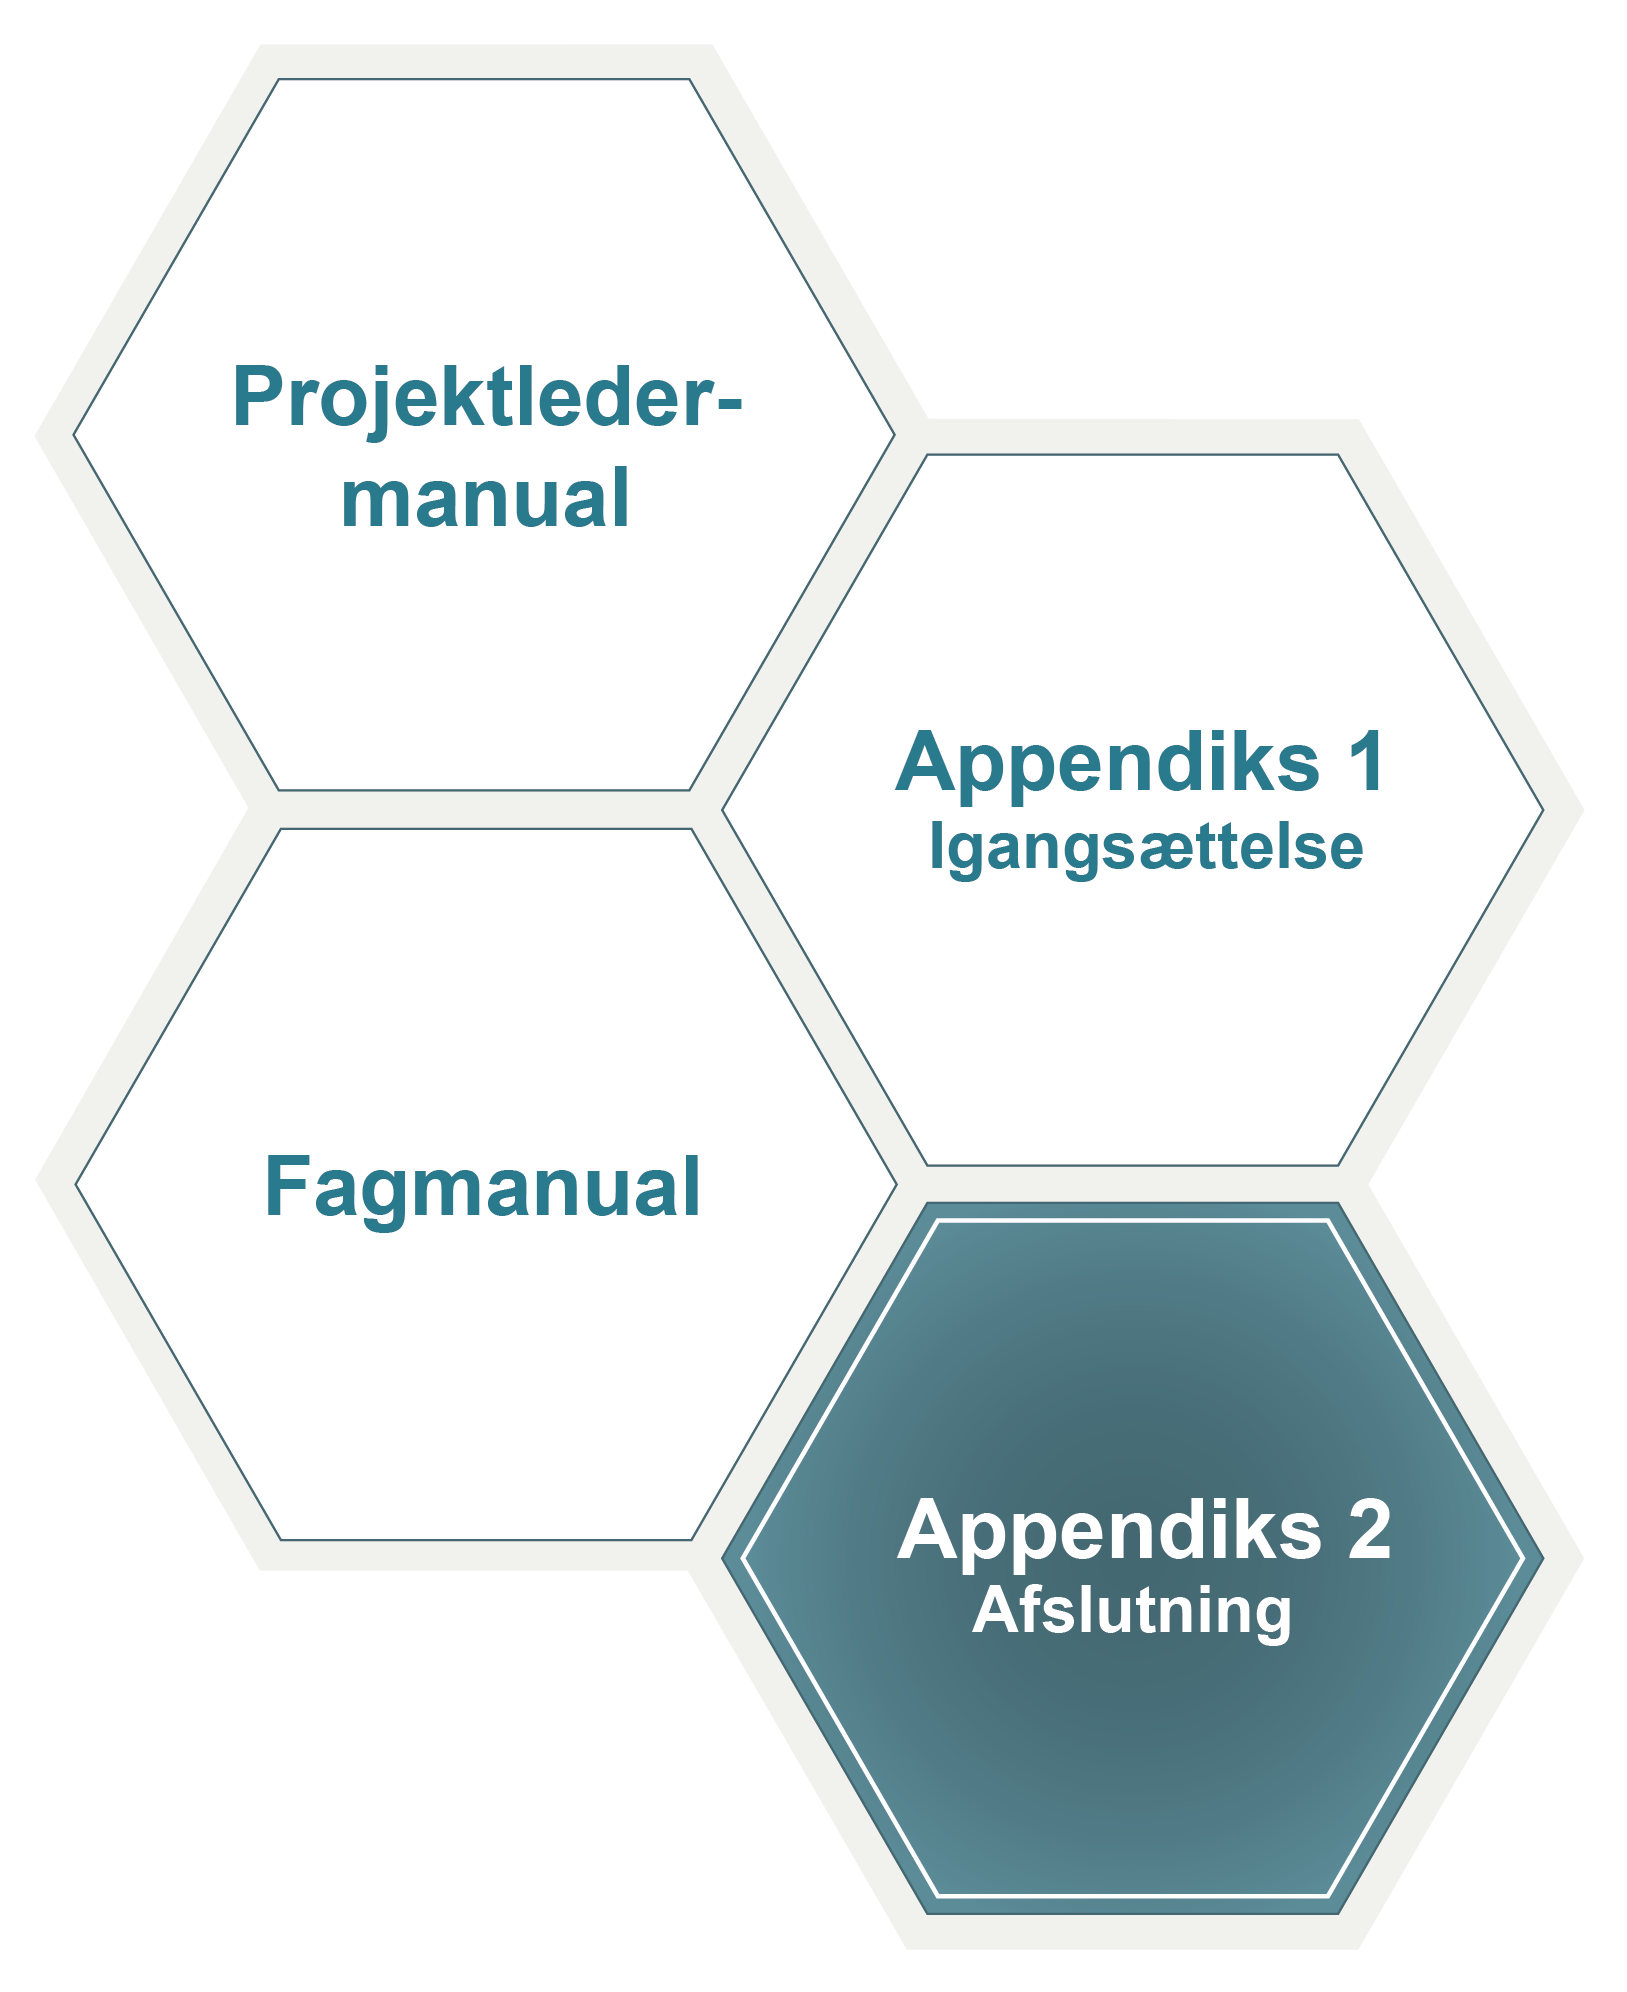 Projektleder-
manual
Appendiks 1
Igangsættelse
Fagmanual
Appendiks 2
Afslutning